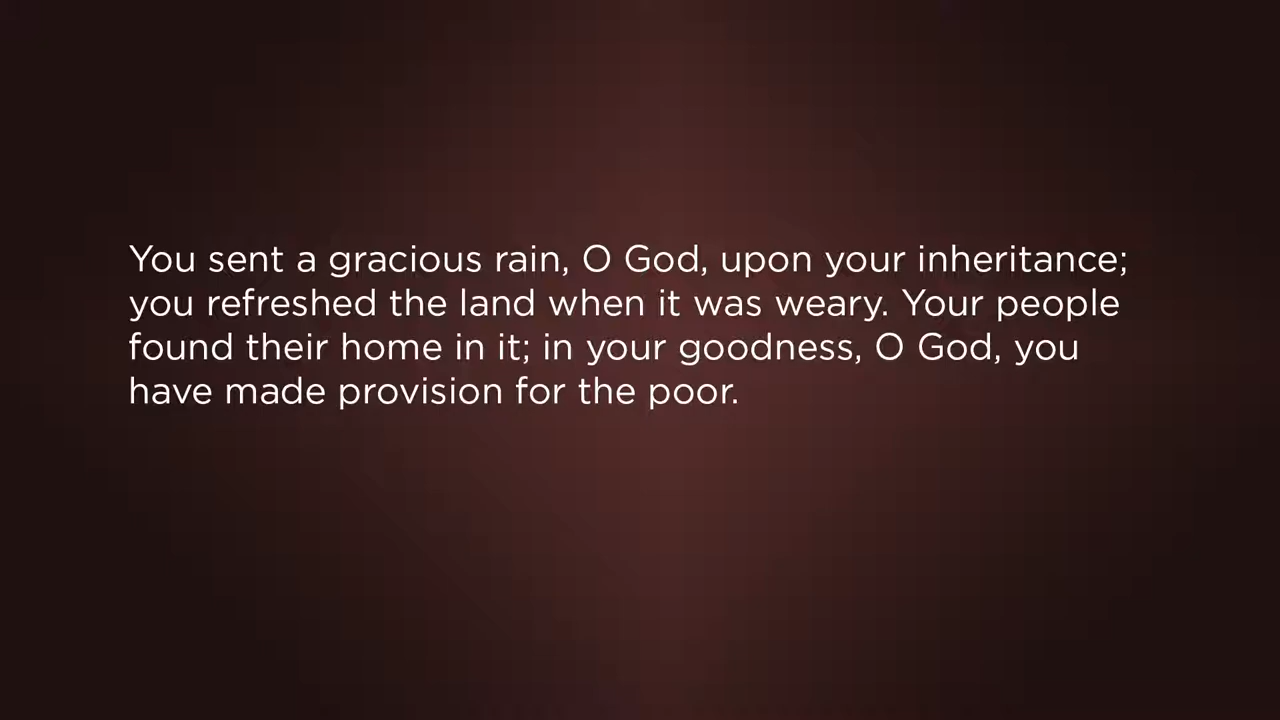 You sent a gracious rain, O God, upon your inheritance;
you refreshed the land when it was weary. Your people
found their home in it; in your goodness, O God, you
have made provision for the poor.